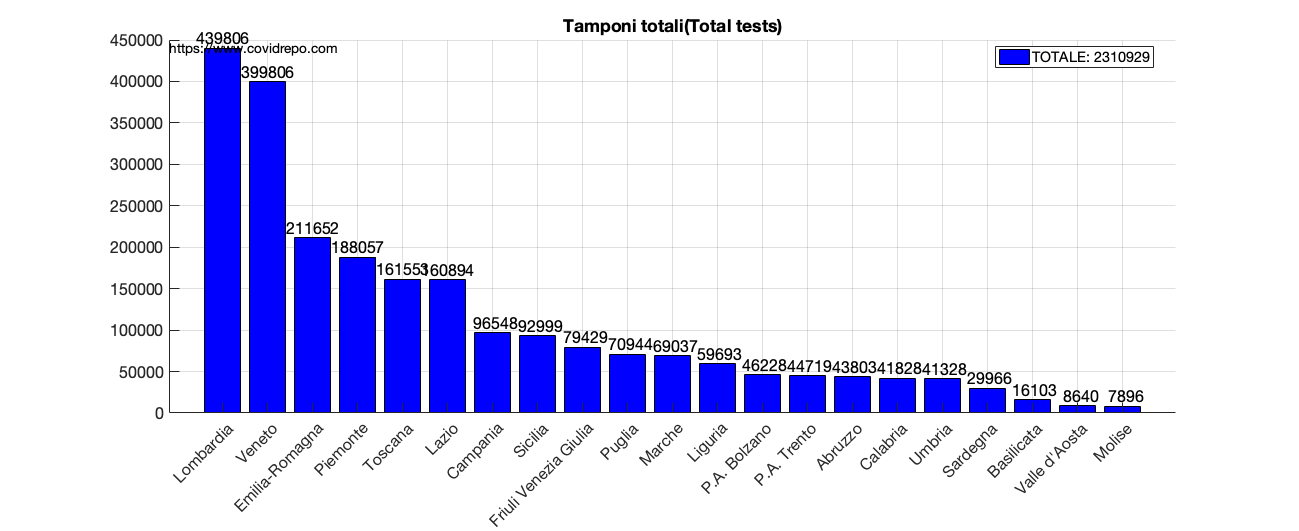 Tamponi totali(Total tests)
450000
400000
350000
300000
250000
200000
150000
100000
50000
0
https://www.covidrepo.com
TOTALE: 2310929
439806
399806
211652
188057
161553
160894
96548
92999
79429
70944
69037
59693
46228
44719
43803
41828
41328
29966
16103
8640
7896
Lombardia
Veneto
Emilia-Romagna
Piemonte
Toscana
Lazio
Campania
Sicilia
Friuli Venezia Giulia
Puglia
Marche
Liguria
P.A. Bolzano
P.A. Trento
Abruzzo
Calabria
Umbria
Sardegna
Basilicata
Valle d'Aosta
Molise